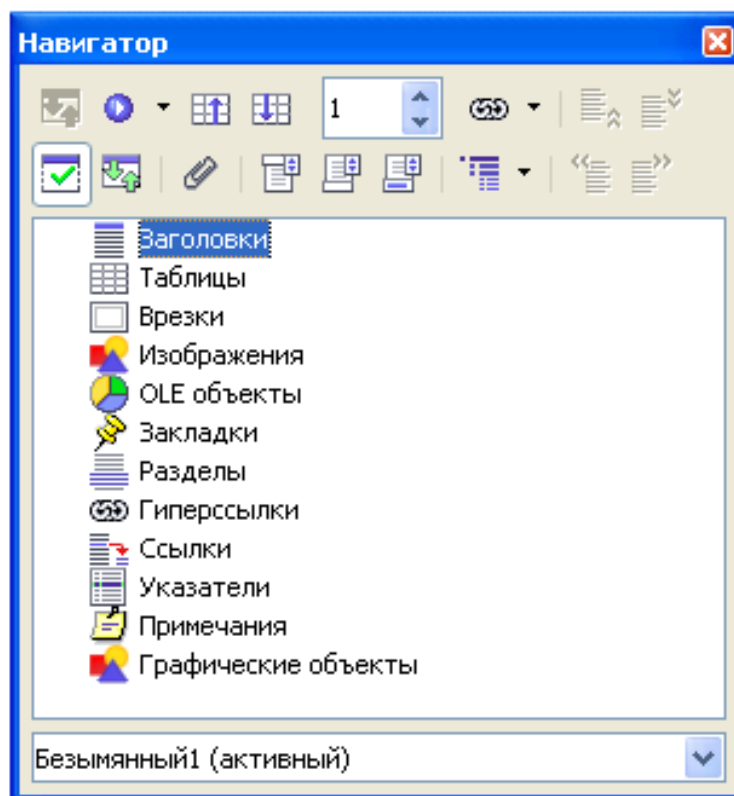 Навигатор
1
Заголовки
Таблицы
Врезки
Изображения
OLE объекты
Закладки
Разделы
Гиперссылки
Ссылки
Указатели
Примечания
Графические объекты
Безымянный1 (активный)